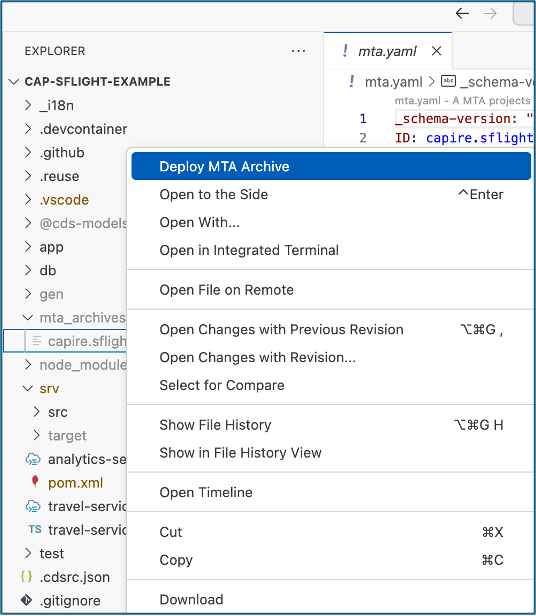 EXPLORER
mta.yaml
CAP-SFLIGHT-EXAMPLE
mta.yaml > abc _schema-v
_i18n
mta.yaml - A MTA projects
.devcontainer
1 _schema-version: "
.github
2 ID: capire.sflight
.reuse
.vscode
@cds-models
app
db
gen
mta_archives
capire.sfligh
node_module
srv
src
target
analytics-se
pom.xml
travel-servic
TS travel-servic
test
{} .cdsrc.json
.gitignore
Deploy MTA Archive
Open to the Side ^Enter
Open With...
Open in Integrated Terminal
Open File on Remote
Open Changes with Previous Revision ⌥⌘G ,
Open Changes with Revision...
Select for Compare
Show File History ⌥⌘G H
Show in File History View
Open Timeline
Cut ⌘X
Copy ⌘C
Download